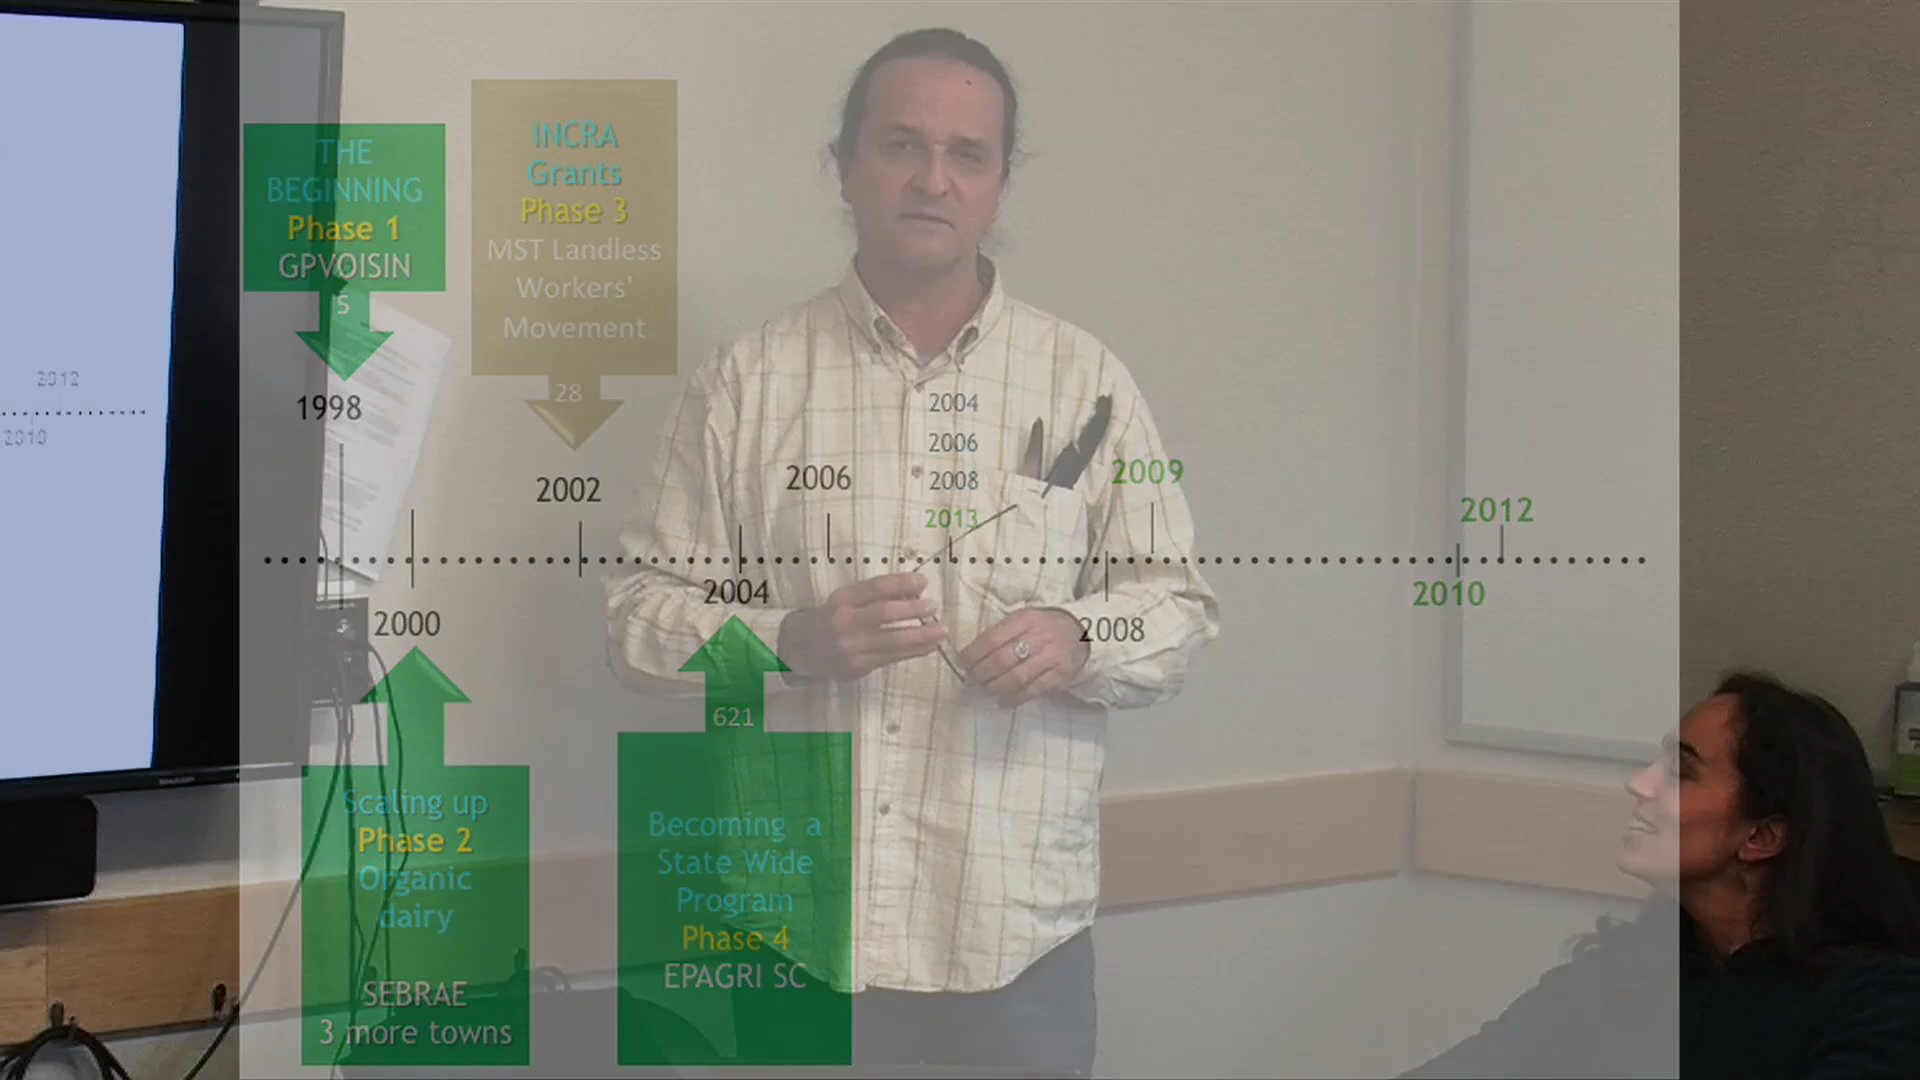 THE
BEGINNING
Phase 1
GPVOISIN
5
INCRA
Grants
Phase 3
MST Landless
Workers'
Movement
28
2012
2010
1998
2002
2006
2004
2006
2008
2013
2009
2012
2000
2004
2008
2010
Scaling up
Phase 2
Organic
dairy
SEBRAE
3 more towns
621
Becoming a
State Wide
Program
Phase 4
EPAGRI SC
SHARP